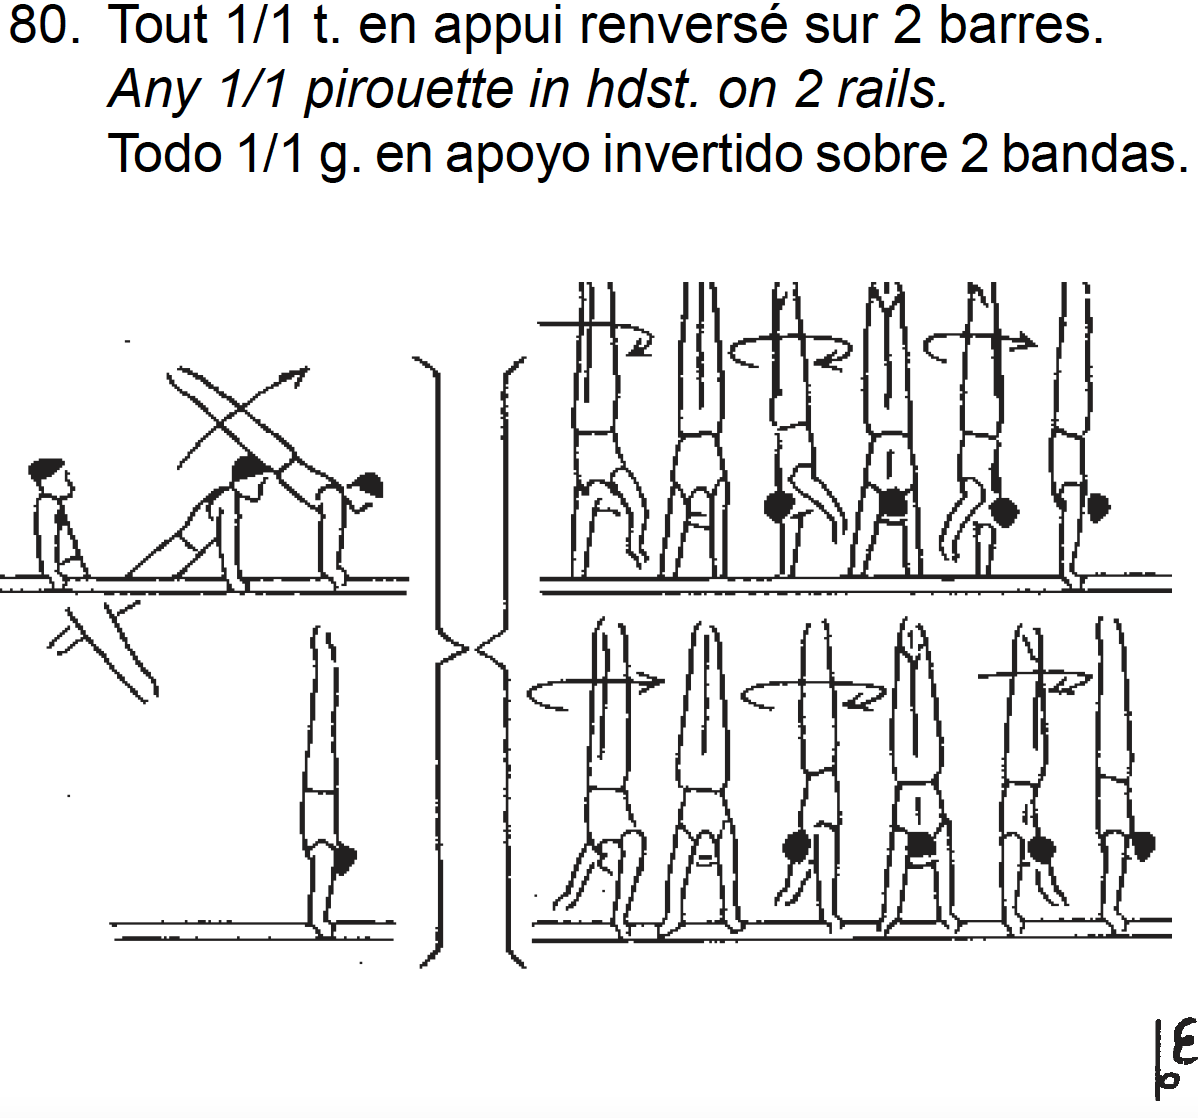 80. Tout 1/1 t. en appui renversé sur 2 barres.
Any 1/1 pirouette in hdst. on 2 rails.
Todo 1/1 g. en apoyo invertido sobre 2 bandas.